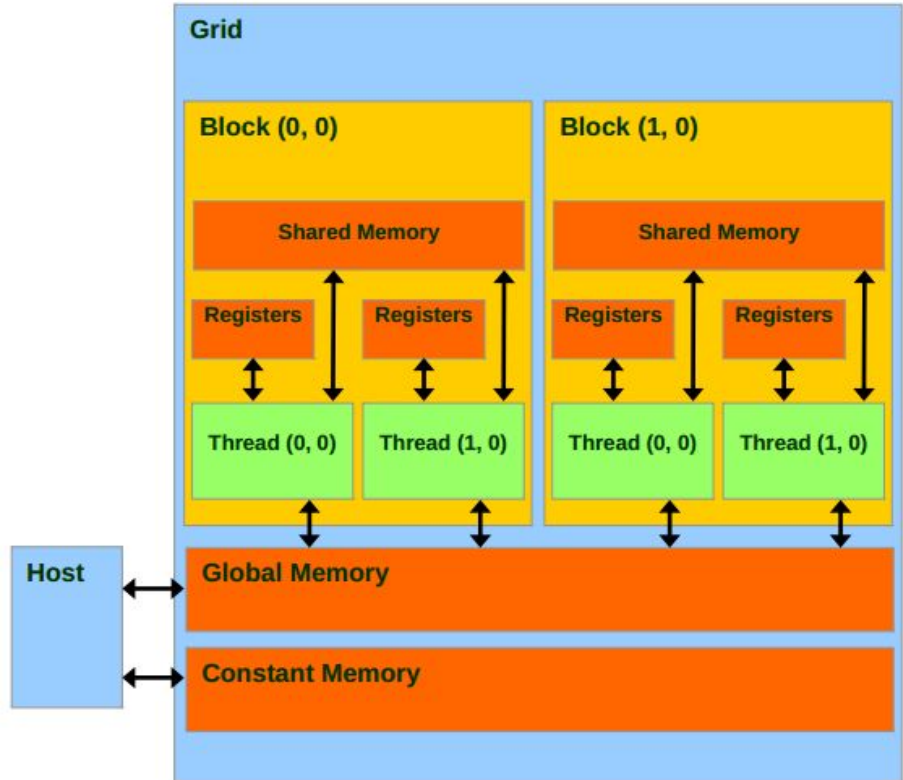 Grid
Block (0, 0)
Block (1, 0)
Shared Memory
Shared Memory
Registers
Registers
Registers
Registers
Thread (0, 0)
Thread (1, 0)
Thread (0, 0)
Thread (1, 0)
Host
Global Memory
Constant Memory